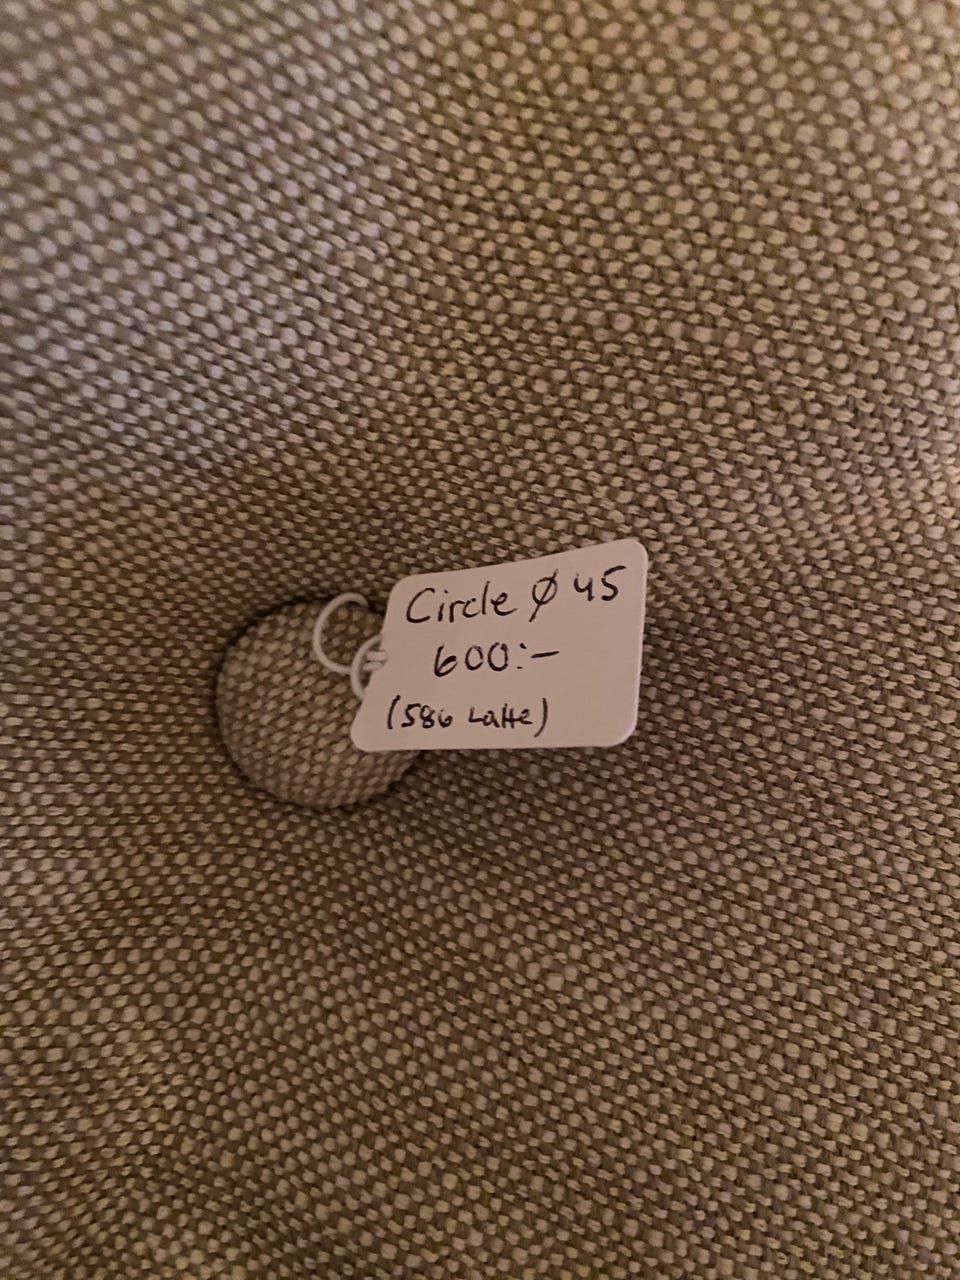 Circle Ø 45
600:-
(586 Latte)